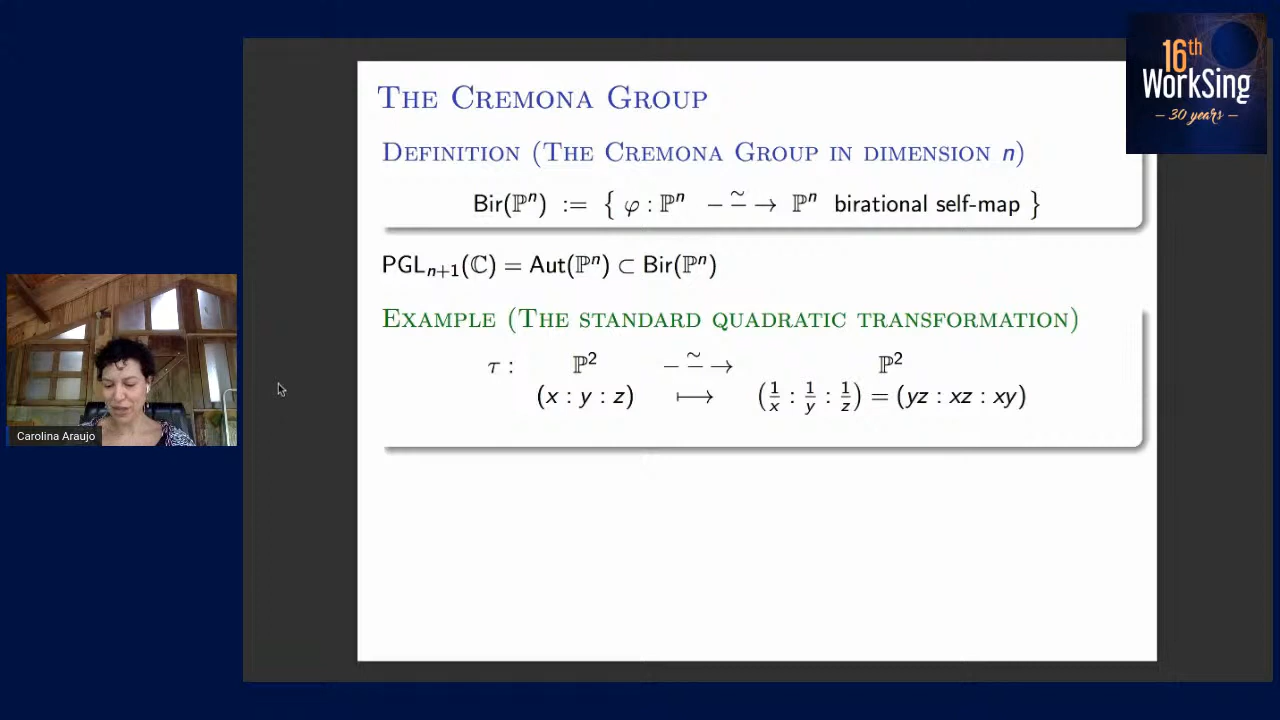 16th
WorkSing
— 30 years —
THE CREMONA GROUP
DEFINITION (THE CREMONA GROUP IN DIMENSION n)
Bir(ℙⁿ) := { φ : ℙⁿ −∼→ ℙⁿ birational self-map }
PGLₙ₊₁(ℂ) = Aut(ℙⁿ) ⊂ Bir(ℙⁿ)
EXAMPLE (THE STANDARD QUADRATIC TRANSFORMATION)
τ : ℙ² −∼→ ℙ²
(x : y : z) ⟼ (1/x : 1/y : 1/z) = (yz : xz : xy)
Carolina Araujo